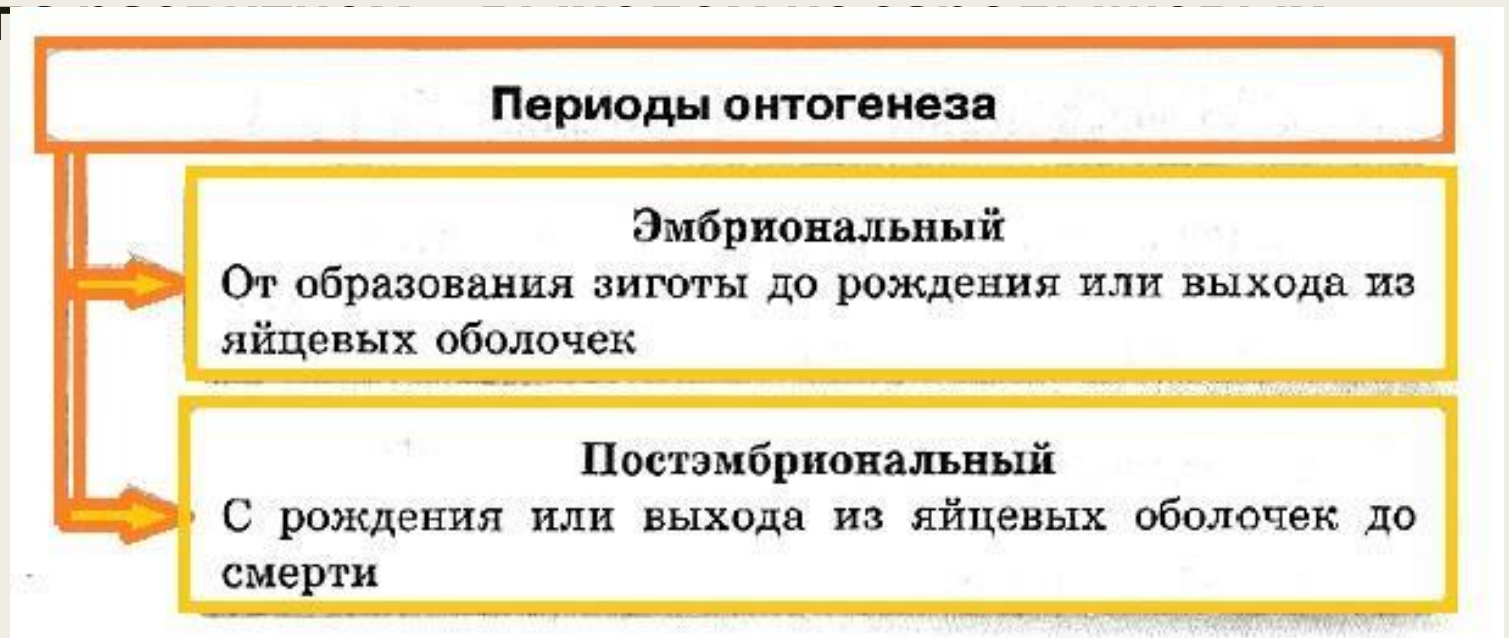 Периоды онтогенеза
Эмбриональный
От образования зиготы до рождения или выхода из
яйцевых оболочек
Постэмбриональный
С рождения или выхода из яйцевых оболочек до
смерти